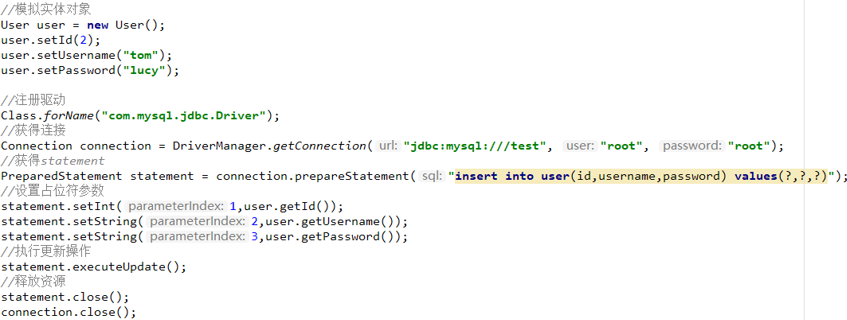 //模拟实体对象
User user = new User();
user.setId(2);
user.setUsername("tom");
user.setPassword("lucy");
//注册驱动
Class.forName("com.mysql.jdbc.Driver");
//获得连接
Connection connection = DriverManager.getConnection( url: "jdbc:mysql:///test", user: "root", password: "root");
//获得statement
PreparedStatement statement = connection.prepareStatement( sql: "insert into user(id,username,password) values(?,?,?)");
//设置占位符参数
statement.setInt( parameterIndex: 1,user.getId());
statement.setString( parameterIndex: 2,user.getUsername());
statement.setString( parameterIndex: 3,user.getPassword());
//执行更新操作
statement.executeUpdate();
//释放资源
statement.close();
connection.close();